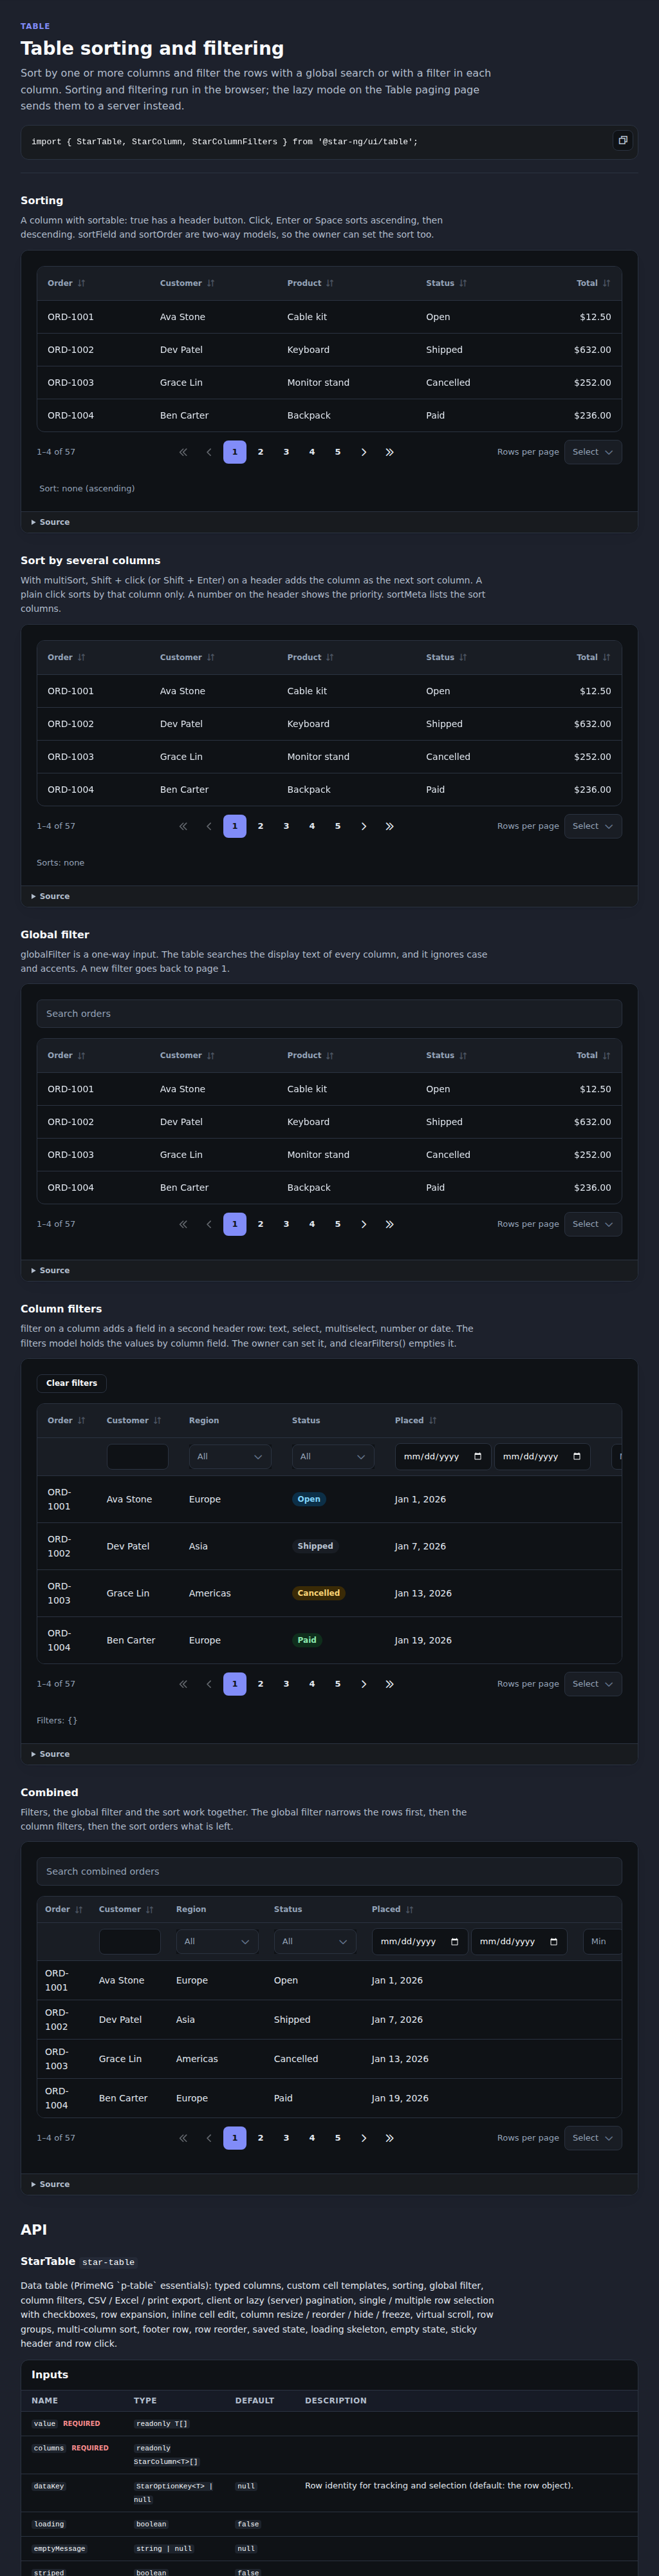 TABLE
Table sorting and filtering
Sort by one or more columns and filter the rows with a global search or with a filter in each
column. Sorting and filtering run in the browser; the lazy mode on the Table paging page
sends them to a server instead.
import { StarTable, StarColumn, StarColumnFilters } from '@star-ng/ui/table';
Sorting
A column with sortable: true has a header button. Click, Enter or Space sorts ascending, then
descending. sortField and sortOrder are two-way models, so the owner can set the sort too.
Order Customer Product Status Total
ORD-1001 Ava Stone Cable kit Open $12.50
ORD-1002 Dev Patel Keyboard Shipped $632.00
ORD-1003 Grace Lin Monitor stand Cancelled $252.00
ORD-1004 Ben Carter Backpack Paid $236.00
1–4 of 57 1 2 3 4 5 Rows per page Select
Sort: none (ascending)
Source
Sort by several columns
With multiSort, Shift + click (or Shift + Enter) on a header adds the column as the next sort column. A
plain click sorts by that column only. A number on the header shows the priority. sortMeta lists the sort
columns.
Order Customer Product Status Total
ORD-1001 Ava Stone Cable kit Open $12.50
ORD-1002 Dev Patel Keyboard Shipped $632.00
ORD-1003 Grace Lin Monitor stand Cancelled $252.00
ORD-1004 Ben Carter Backpack Paid $236.00
1–4 of 57 1 2 3 4 5 Rows per page Select
Sorts: none
Source
Global filter
globalFilter is a one-way input. The table searches the display text of every column, and it ignores case
and accents. A new filter goes back to page 1.
Search orders
Order Customer Product Status Total
ORD-1001 Ava Stone Cable kit Open $12.50
ORD-1002 Dev Patel Keyboard Shipped $632.00
ORD-1003 Grace Lin Monitor stand Cancelled $252.00
ORD-1004 Ben Carter Backpack Paid $236.00
1–4 of 57 1 2 3 4 5 Rows per page Select
Source
Column filters
filter on a column adds a field in a second header row: text, select, multiselect, number or date. The
filters model holds the values by column field. The owner can set it, and clearFilters() empties it.
Clear filters
Order Customer Region Status Placed
All All mm/dd/yyyy mm/dd/yyyy
ORD-
1001 Ava Stone Europe Open Jan 1, 2026
ORD-
1002 Dev Patel Asia Shipped Jan 7, 2026
ORD-
1003 Grace Lin Americas Cancelled Jan 13, 2026
ORD-
1004 Ben Carter Europe Paid Jan 19, 2026
1–4 of 57 1 2 3 4 5 Rows per page Select
Filters: {}
Source
Combined
Filters, the global filter and the sort work together. The global filter narrows the rows first, then the
column filters, then the sort orders what is left.
Search combined orders
Order Customer Region Status Placed
All All mm/dd/yyyy mm/dd/yyyy Min
ORD-
1001 Ava Stone Europe Open Jan 1, 2026
ORD-
1002 Dev Patel Asia Shipped Jan 7, 2026
ORD-
1003 Grace Lin Americas Cancelled Jan 13, 2026
ORD-
1004 Ben Carter Europe Paid Jan 19, 2026
1–4 of 57 1 2 3 4 5 Rows per page Select
Source
API
StarTable star-table
Data table (PrimeNG `p-table` essentials): typed columns, custom cell templates, sorting, global filter,
column filters, CSV / Excel / print export, client or lazy (server) pagination, single / multiple row selection
with checkboxes, row expansion, inline cell edit, column resize / reorder / hide / freeze, virtual scroll, row
groups, multi-column sort, footer row, row reorder, saved state, loading skeleton, empty state, sticky
header and row click.
Inputs
NAME TYPE DEFAULT DESCRIPTION
value REQUIRED readonly T[]
columns REQUIRED readonly
StarColumn<T>[]
dataKey StarOptionKey<T> | null Row identity for tracking and selection (default: the row object).
null
loading boolean false
emptyMessage string | null null
striped boolean false